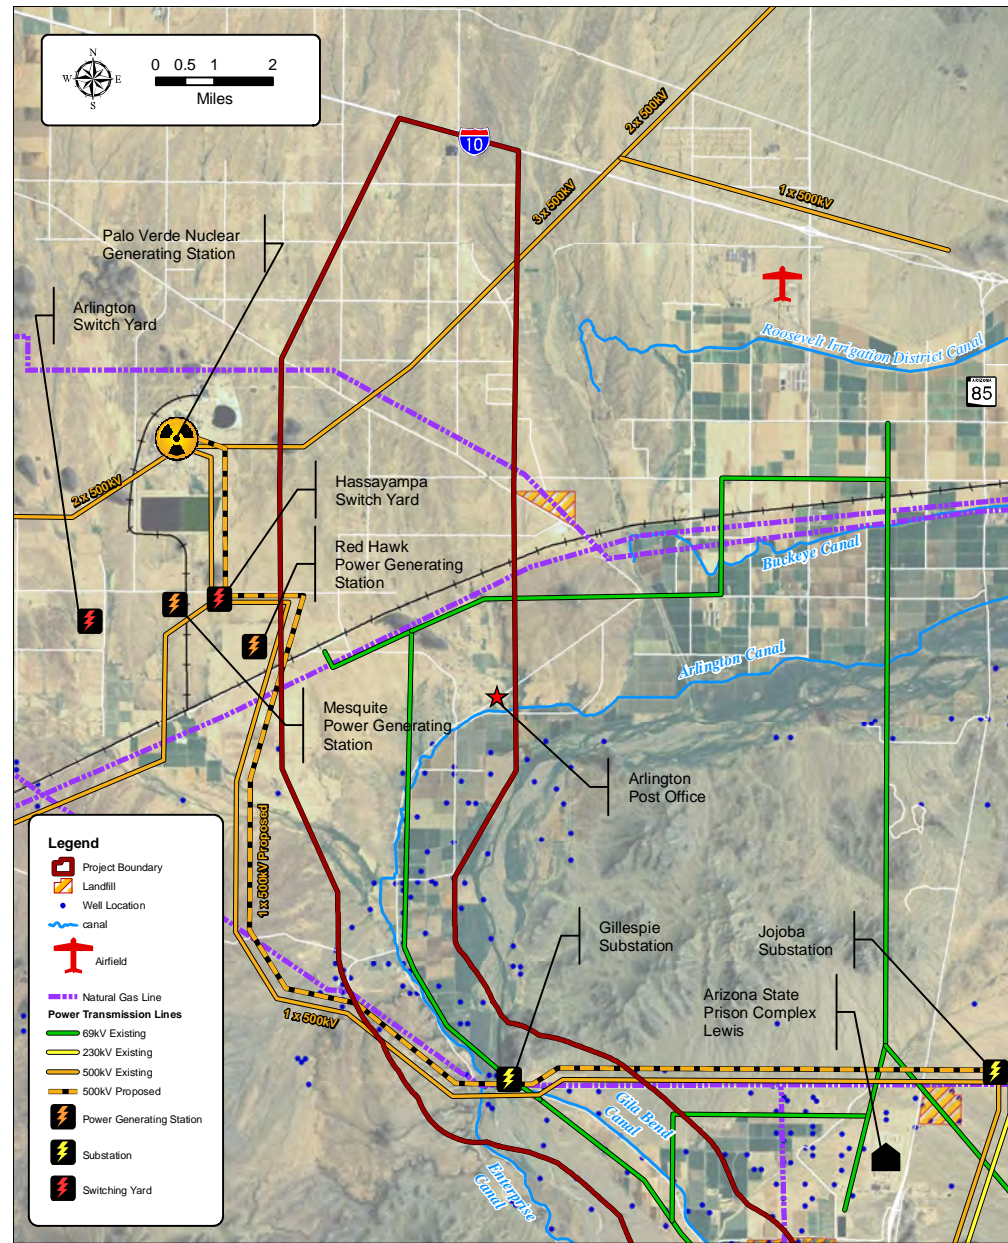 N
W E
S
0 0.5 1 2
Miles
10
2 x 500kV
3 x 500kV
1 x 500kV
Palo Verde Nuclear
Generating Station
Arlington
Switch Yard
Roosevelt Irrigation District Canal
ARIZONA
85
2 x 500kV
Hassayampa
Switch Yard
Red Hawk
Power Generating
Station
Buckeye Canal
Arlington Canal
Mesquite
Power Generating
Station
Arlington
Post Office
1 x 500kV Proposed
Gillespie
Substation
Jojoba
Substation
Arizona State
Prison Complex
Lewis
1 x 500kV
Gila Bend
Canal
Enterprise
Canal
Legend
Project Boundary
Landfill
Well Location
canal
Airfield
Natural Gas Line
Power Transmission Lines
69kV Existing
230kV Existing
500kV Existing
500kV Proposed
Power Generating Station
Substation
Switching Yard